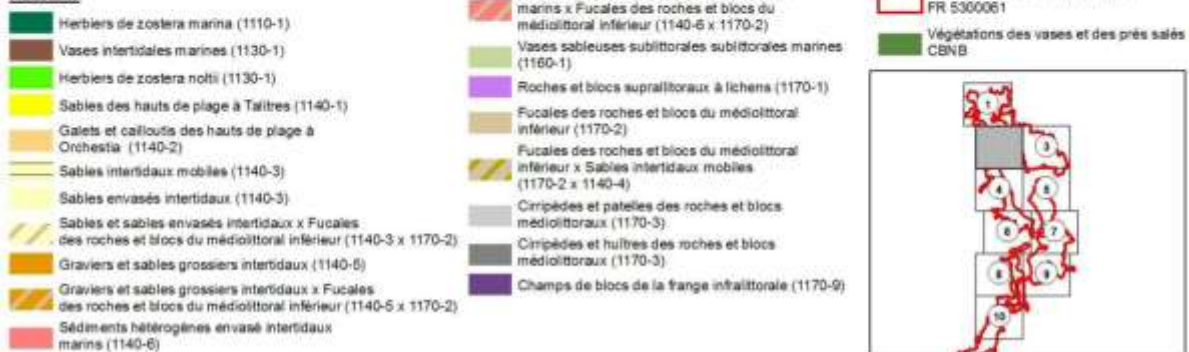 Herbiers de zostera marina (1110-1)
Vases intertidales marines (1130-1)
Herbiers de zostera noltii (1130-1)
Sables des hauts de plage à Talitres (1140-1)
Galets et cailloutis des hauts de plage à
Orchestia (1140-2)
Sables intertidaux mobiles (1140-3)
Sables envasés intertidaux (1140-3)
Sables et sables envasés intertidaux x Fucales
des roches et blocs du médiolittoral inférieur (1140-3 x 1170-2)
Graviers et sables grossiers intertidaux (1140-5)
Graviers et sables grossiers intertidaux x Fucales
des roches et blocs du médiolittoral inférieur (1140-5 x 1170-2)
Sédiments hétérogènes envasé intertidaux
marins (1140-6)
marins x Fucales des roches et blocs du
médiolittoral inférieur (1140-6 x 1170-2)
Vases sableuses sublittorales sublittorales marines
(1160-1)
Roches et blocs supralittoraux à lichens (1170-1)
Fucales des roches et blocs du médiolittoral
inférieur (1170-2)
Fucales des roches et blocs du médiolittoral
inférieur x Sables intertidaux mobiles
(1170-2 x 1140-4)
Cirripèdes et patelles des roches et blocs
médiolittoraux (1170-3)
Cirripèdes et huîtres des roches et blocs
médiolittoraux (1170-3)
Champs de blocs de la frange infralittorale (1170-9)
FR 5300061
Végétations des vases et des prés salés
CBNB
1
3
4
5
6
7
8
9
10